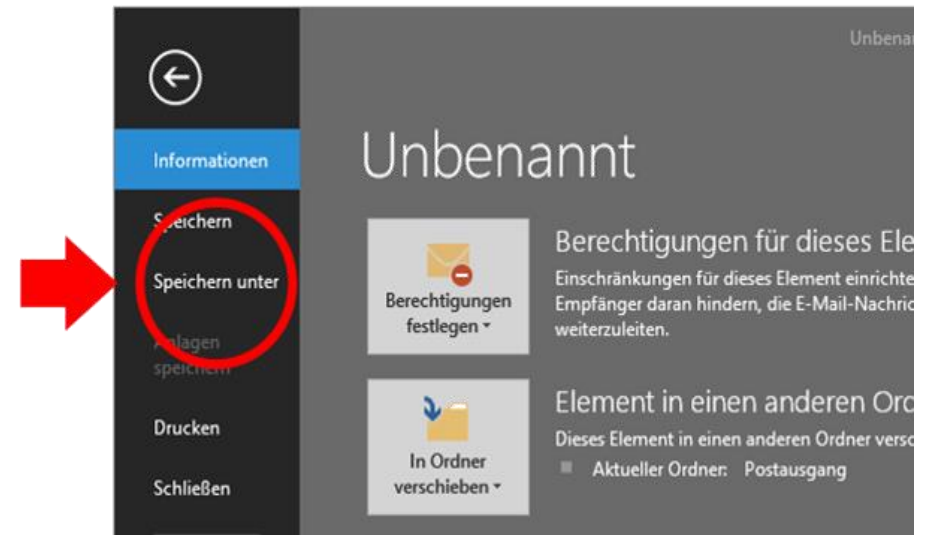 Unbenan
Informationen
Unbenannt
Speichern
Speichern unter
Anlagen
speichern
Drucken
Schließen
Berechtigungen
festlegen
Berechtigungen für dieses Ele
Einschränkungen für dieses Element einrichte
Empfänger daran hindern, die E-Mail-Nachric
weiterzuleiten.
In Ordner
verschieben
Element in einen anderen Ord
Dieses Element in einen anderen Ordner versc
Aktueller Ordner: Postausgang